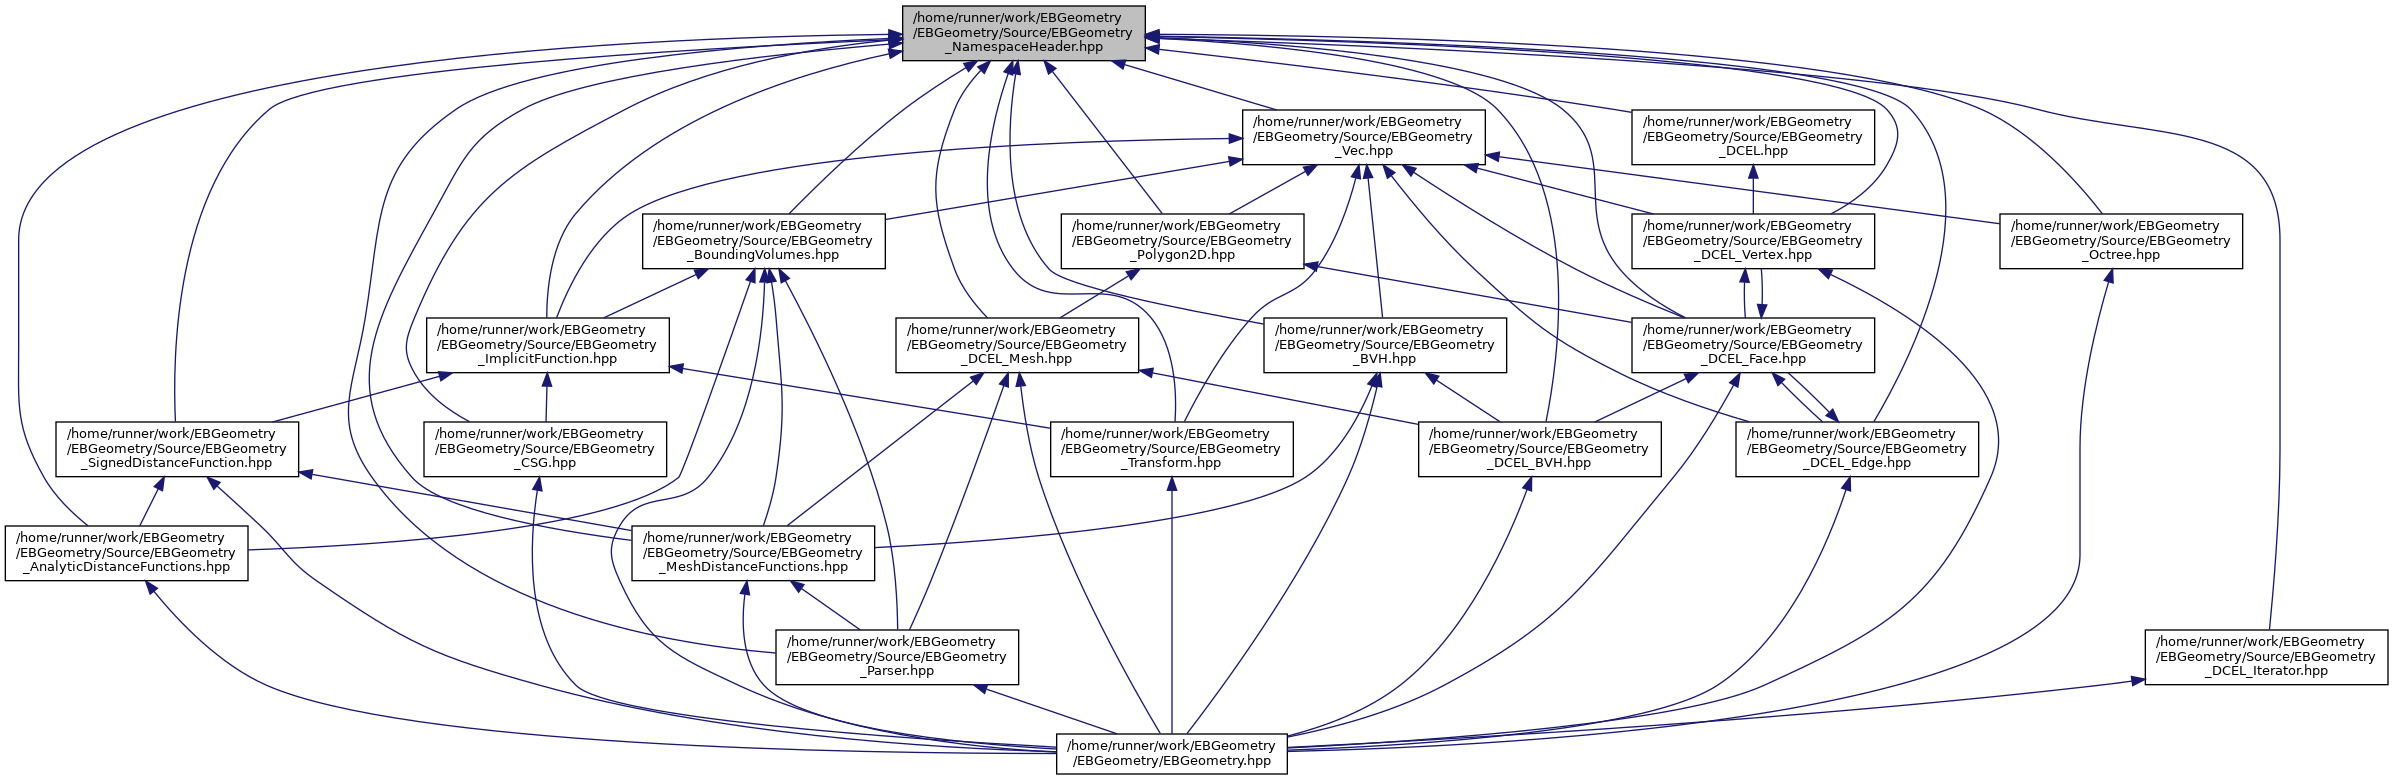 /home/runner/work/EBGeometry
/EBGeometry/Source/EBGeometry
_NamespaceHeader.hpp
/home/runner/work/EBGeometry
/EBGeometry/Source/EBGeometry
_Vec.hpp
/home/runner/work/EBGeometry
/EBGeometry/Source/EBGeometry
_DCEL.hpp
/home/runner/work/EBGeometry
/EBGeometry/Source/EBGeometry
_BoundingVolumes.hpp
/home/runner/work/EBGeometry
/EBGeometry/Source/EBGeometry
_Polygon2D.hpp
/home/runner/work/EBGeometry
/EBGeometry/Source/EBGeometry
_DCEL_Vertex.hpp
/home/runner/work/EBGeometry
/EBGeometry/Source/EBGeometry
_Octree.hpp
/home/runner/work/EBGeometry
/EBGeometry/Source/EBGeometry
_ImplicitFunction.hpp
/home/runner/work/EBGeometry
/EBGeometry/Source/EBGeometry
_DCEL_Mesh.hpp
/home/runner/work/EBGeometry
/EBGeometry/Source/EBGeometry
_BVH.hpp
/home/runner/work/EBGeometry
/EBGeometry/Source/EBGeometry
_DCEL_Face.hpp
/home/runner/work/EBGeometry
/EBGeometry/Source/EBGeometry
_SignedDistanceFunction.hpp
/home/runner/work/EBGeometry
/EBGeometry/Source/EBGeometry
_CSG.hpp
/home/runner/work/EBGeometry
/EBGeometry/Source/EBGeometry
_Transform.hpp
/home/runner/work/EBGeometry
/EBGeometry/Source/EBGeometry
_DCEL_BVH.hpp
/home/runner/work/EBGeometry
/EBGeometry/Source/EBGeometry
_DCEL_Edge.hpp
/home/runner/work/EBGeometry
/EBGeometry/Source/EBGeometry
_AnalyticDistanceFunctions.hpp
/home/runner/work/EBGeometry
/EBGeometry/Source/EBGeometry
_MeshDistanceFunctions.hpp
/home/runner/work/EBGeometry
/EBGeometry/Source/EBGeometry
_Parser.hpp
/home/runner/work/EBGeometry
/EBGeometry/Source/EBGeometry
_DCEL_Iterator.hpp
/home/runner/work/EBGeometry
/EBGeometry/EBGeometry.hpp